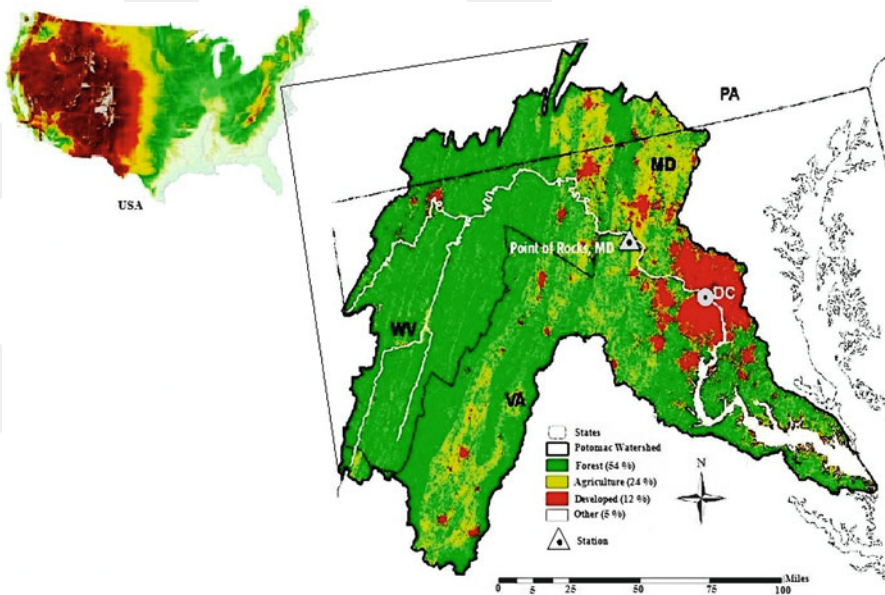 USA
PA
MD
Point of Rocks, MD
DC
WV
VA
States
Potomac Watershed
Forest (54 %)
Agriculture (24 %)
Developed (12 %)
Other (5 %)
Station
N
Miles
0 5 25 50 75 100